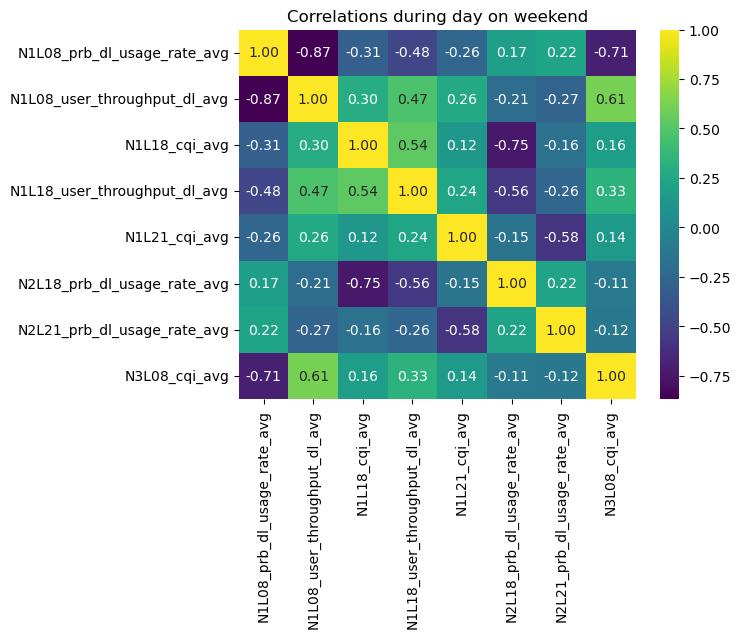 Correlations during day on weekend
N1L08_prb_dl_usage_rate_avg 1.00 -0.87 -0.31 -0.48 -0.26 0.17 0.22 -0.71
N1L08_user_throughput_dl_avg -0.87 1.00 0.30 0.47 0.26 -0.21 -0.27 0.61
N1L18_cqi_avg -0.31 0.30 1.00 0.54 0.12 -0.75 -0.16 0.16
N1L18_user_throughput_dl_avg -0.48 0.47 0.54 1.00 0.24 -0.56 -0.26 0.33
N1L21_cqi_avg -0.26 0.26 0.12 0.24 1.00 -0.15 -0.58 0.14
N2L18_prb_dl_usage_rate_avg 0.17 -0.21 -0.75 -0.56 -0.15 1.00 0.22 -0.11
N2L21_prb_dl_usage_rate_avg 0.22 -0.27 -0.16 -0.26 -0.58 0.22 1.00 -0.12
N3L08_cqi_avg -0.71 0.61 0.16 0.33 0.14 -0.11 -0.12 1.00
N1L08_prb_dl_usage_rate_avg
N1L08_user_throughput_dl_avg
N1L18_cqi_avg
N1L18_user_throughput_dl_avg
N1L21_cqi_avg
N2L18_prb_dl_usage_rate_avg
N2L21_prb_dl_usage_rate_avg
N3L08_cqi_avg
1.00
0.75
0.50
0.25
0.00
−0.25
−0.50
−0.75